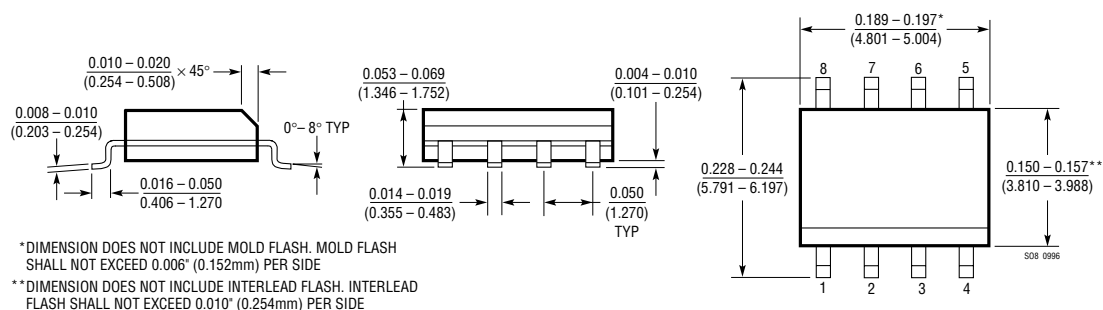 0.010 – 0.020
(0.254 – 0.508)
× 45°
0.008 – 0.010
(0.203 – 0.254)
0°– 8° TYP
0.016 – 0.050
0.406 – 1.270
0.053 – 0.069
(1.346 – 1.752)
0.004 – 0.010
(0.101 – 0.254)
0.014 – 0.019
(0.355 – 0.483)
0.050
(1.270)
TYP
0.189 – 0.197*
(4.801 – 5.004)
8 7 6 5
0.228 – 0.244
(5.791 – 6.197)
0.150 – 0.157**
(3.810 – 3.988)
1 2 3 4
SO8 0996
*DIMENSION DOES NOT INCLUDE MOLD FLASH. MOLD FLASH
SHALL NOT EXCEED 0.006" (0.152mm) PER SIDE
**DIMENSION DOES NOT INCLUDE INTERLEAD FLASH. INTERLEAD
FLASH SHALL NOT EXCEED 0.010" (0.254mm) PER SIDE